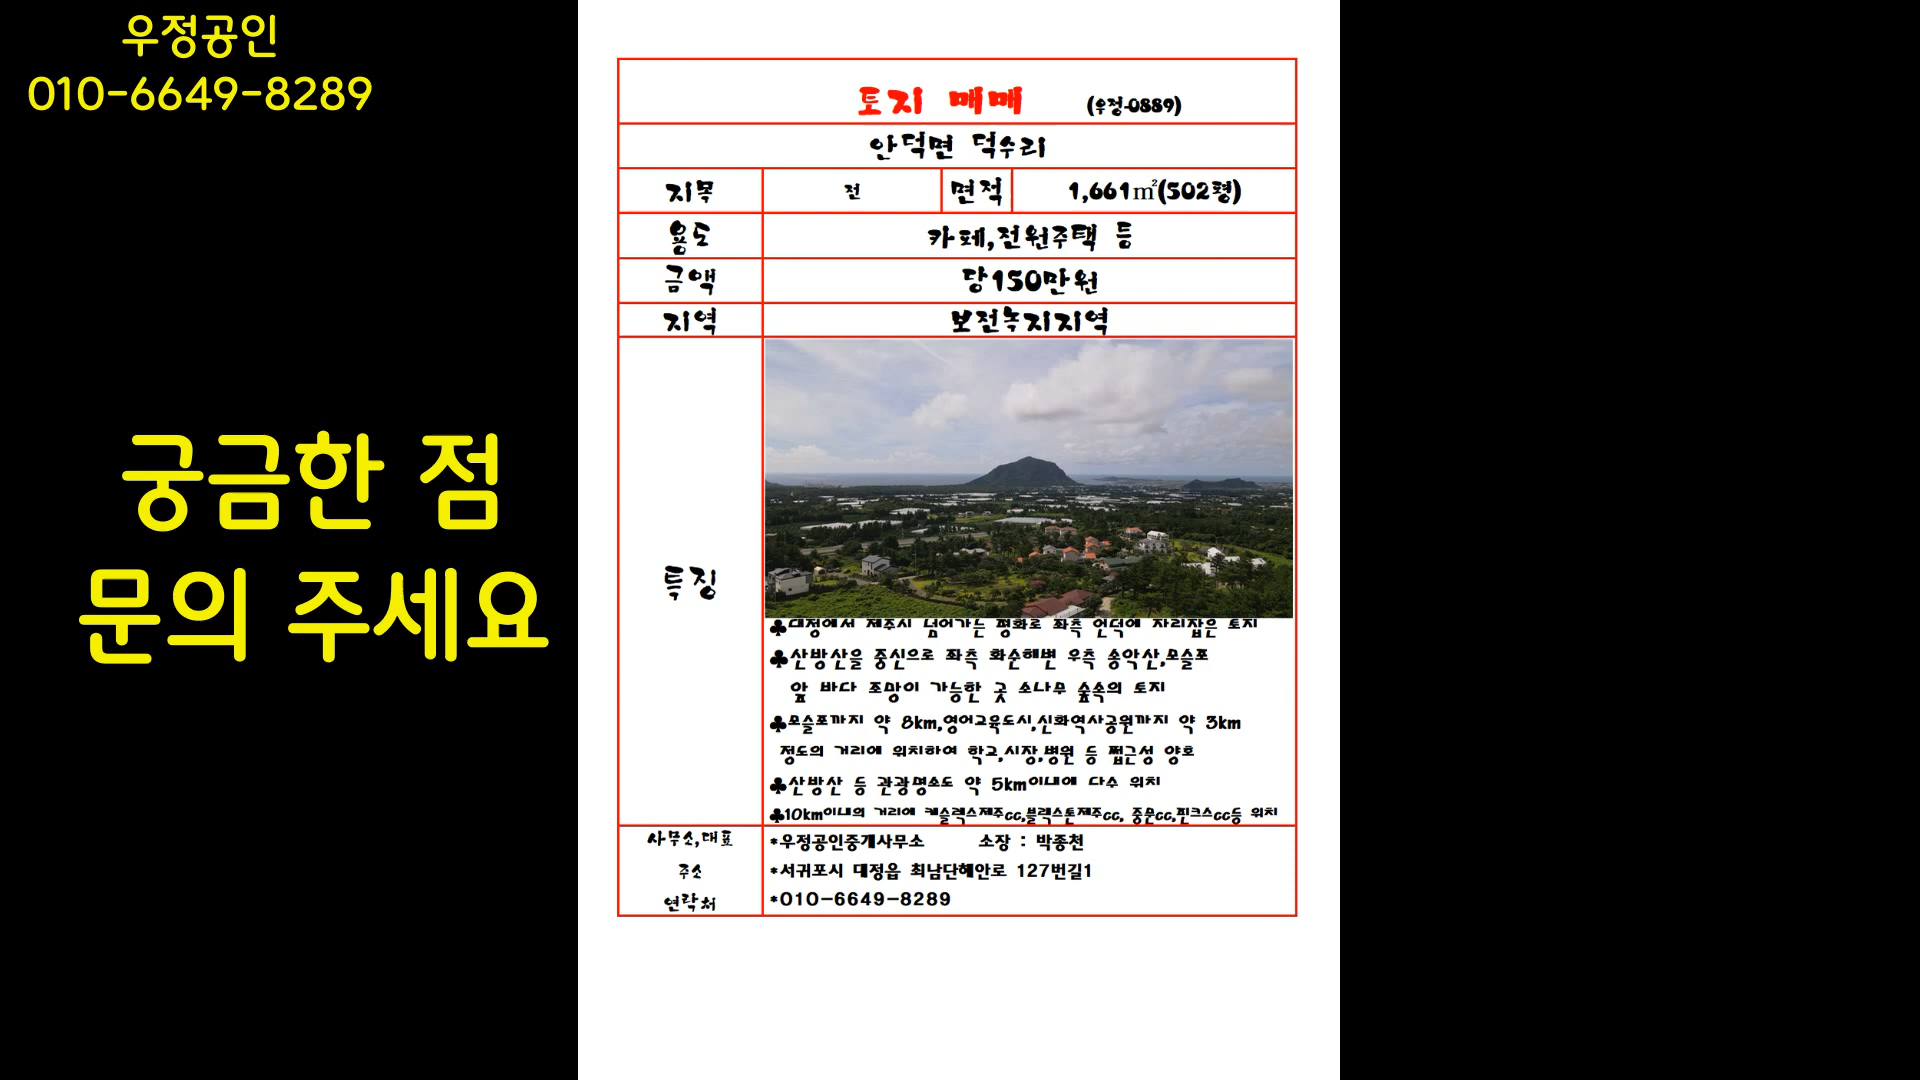 우정공인
010-6649-8289
궁금한 점
문의 주세요
토지 매매 (우정-0889)
안덕면 덕수리
지목 전 면적 1,661㎡(502평)
용도 카페,전원주택 등
금액 당150만원
지역 보전녹지지역
특징
♣대정에서 제주시 넘어가는 평화로 좌측 언덕에 자리잡은 토지
♣산방산을 중심으로 좌측 화순해변 우측 송악산,모슬포
앞 바다 조망이 가능한 곳 소나무 숲속의 토지
♣모슬포까지 약 8km,영어교육도시,신화역사공원까지 약 3km
정도의 거리에 위치하여 학교,시장,병원 등 접근성 양호
♣산방산 등 관광명소도 약 5km이내에 다수 위치
♣10km이내의 거리에 캐슬렉스제주cc,블랙스톤제주cc, 중문cc,핀크스cc등 위치
사무소,대표 *우정공인중개사무소 소장 : 박종천
주소 *서귀포시 대정읍 최남단해안로 127번길1
연락처 *010-6649-8289